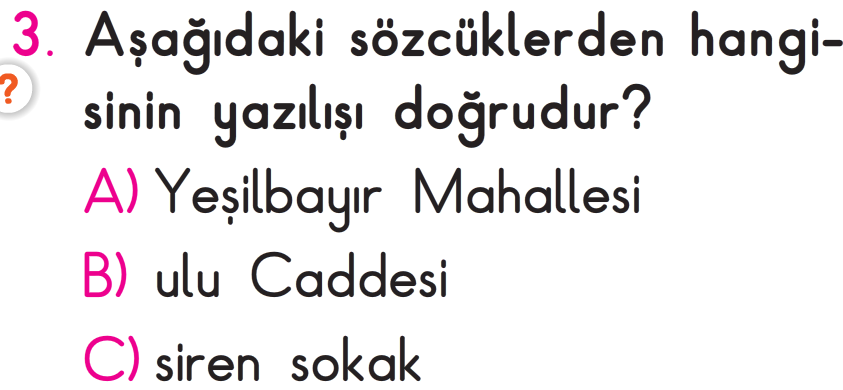 3. Aşağıdaki sözcüklerden hangi-
? sinin yazılışı doğrudur?
A) Yeşilbayır Mahallesi
B) ulu Caddesi
C) siren sokak